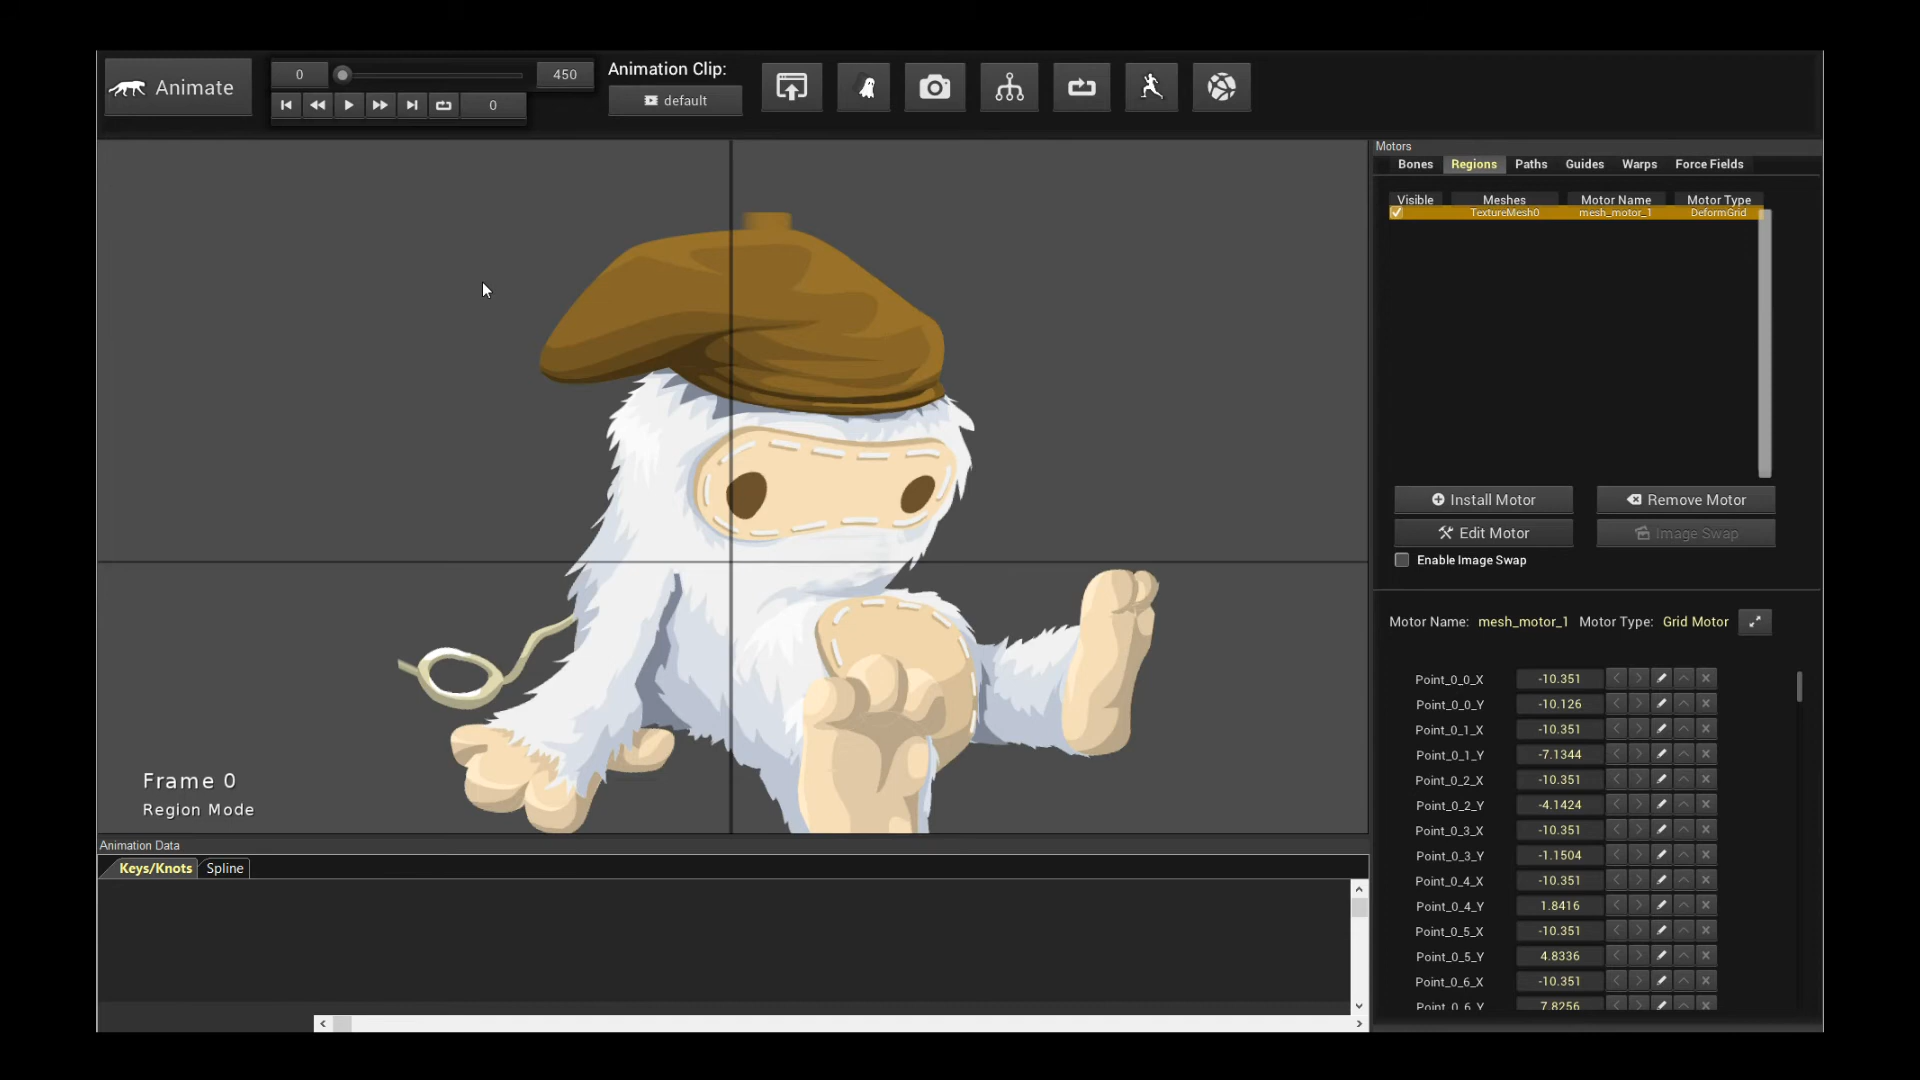 Animate
0
450
0
Animation Clip:
default
Motors
Bones Regions Paths Guides Warps Force Fields
Visible Meshes Motor Name Motor Type
TextureMesh0 mesh_motor_1 DeformGrid
Install Motor Remove Motor
Edit Motor Image Swap
Enable Image Swap
Motor Name: mesh_motor_1 Motor Type: Grid Motor
Point_0_0_X -10.351
Point_0_0_Y -10.126
Point_0_1_X -10.351
Point_0_1_Y -7.1344
Point_0_2_X -10.351
Point_0_2_Y -4.1424
Point_0_3_X -10.351
Point_0_3_Y -1.1504
Point_0_4_X -10.351
Point_0_4_Y 1.8416
Point_0_5_X -10.351
Point_0_5_Y 4.8336
Point_0_6_X -10.351
Point_0_6_Y 7.8256
Frame 0
Region Mode
Animation Data
Keys/Knots Spline